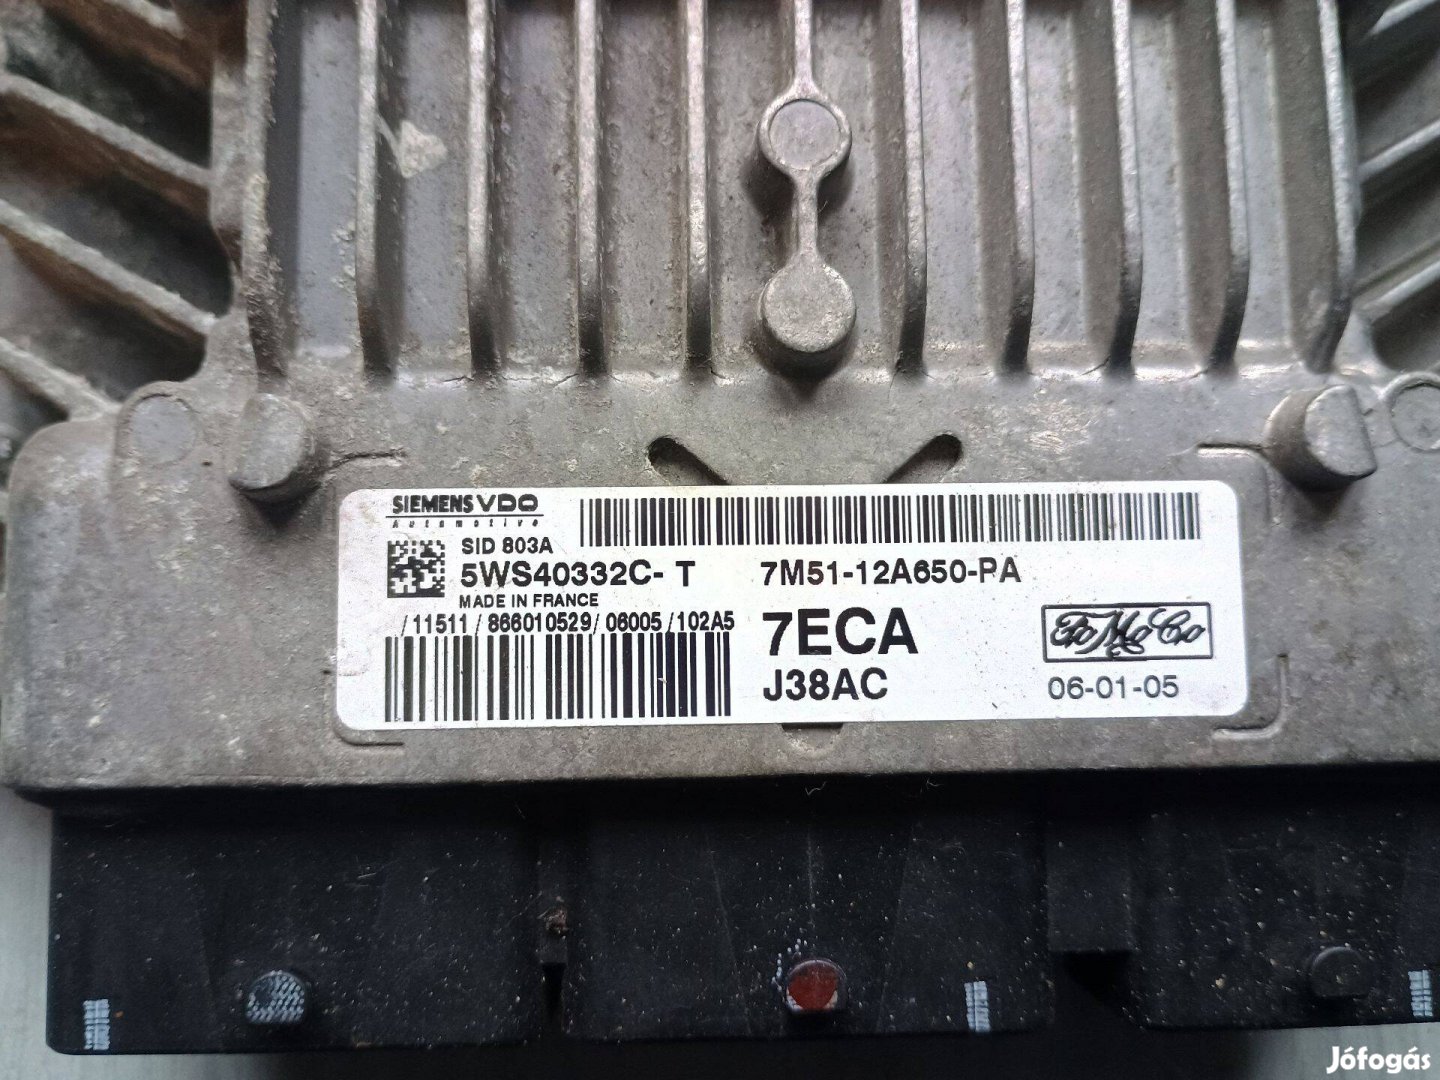 SIEMENS VDO
Automotive
SID 803A
5WS40332C- T 7M51-12A650-PA
MADE IN FRANCE
/11511 / 866010529/ 06005 /102A5
7ECA
J38AC
FoMoCo
06-01-05
Jófogás